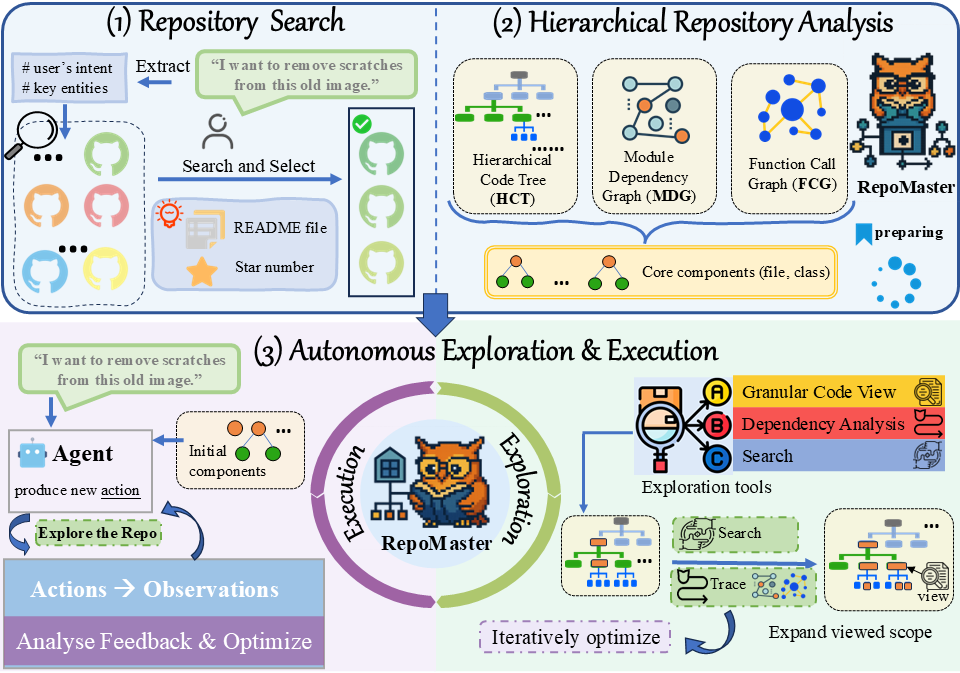 (1) Repository Search
# user's intent
# key entities
Extract
“I want to remove scratches
from this old image.”
...
Search and Select
README file
Star number
...
(2) Hierarchical Repository Analysis
...
......
Hierarchical
Code Tree
(HCT)
Module
Dependency
Graph (MDG)
Function Call
Graph (FCG)
RepoMaster
preparing
...
Core components (file, class)
(3) Autonomous Exploration & Execution
“I want to remove scratches
from this old image.”
Agent
produce new action
...
Initial
components
Explore the Repo
Actions → Observations
Analyse Feedback & Optimize
Execution
Exploration
RepoMaster
A
Granular Code View
B
Dependency Analysis
C
Search
Exploration tools
...
Search
Trace
...
view
Expand viewed scope
Iteratively optimize